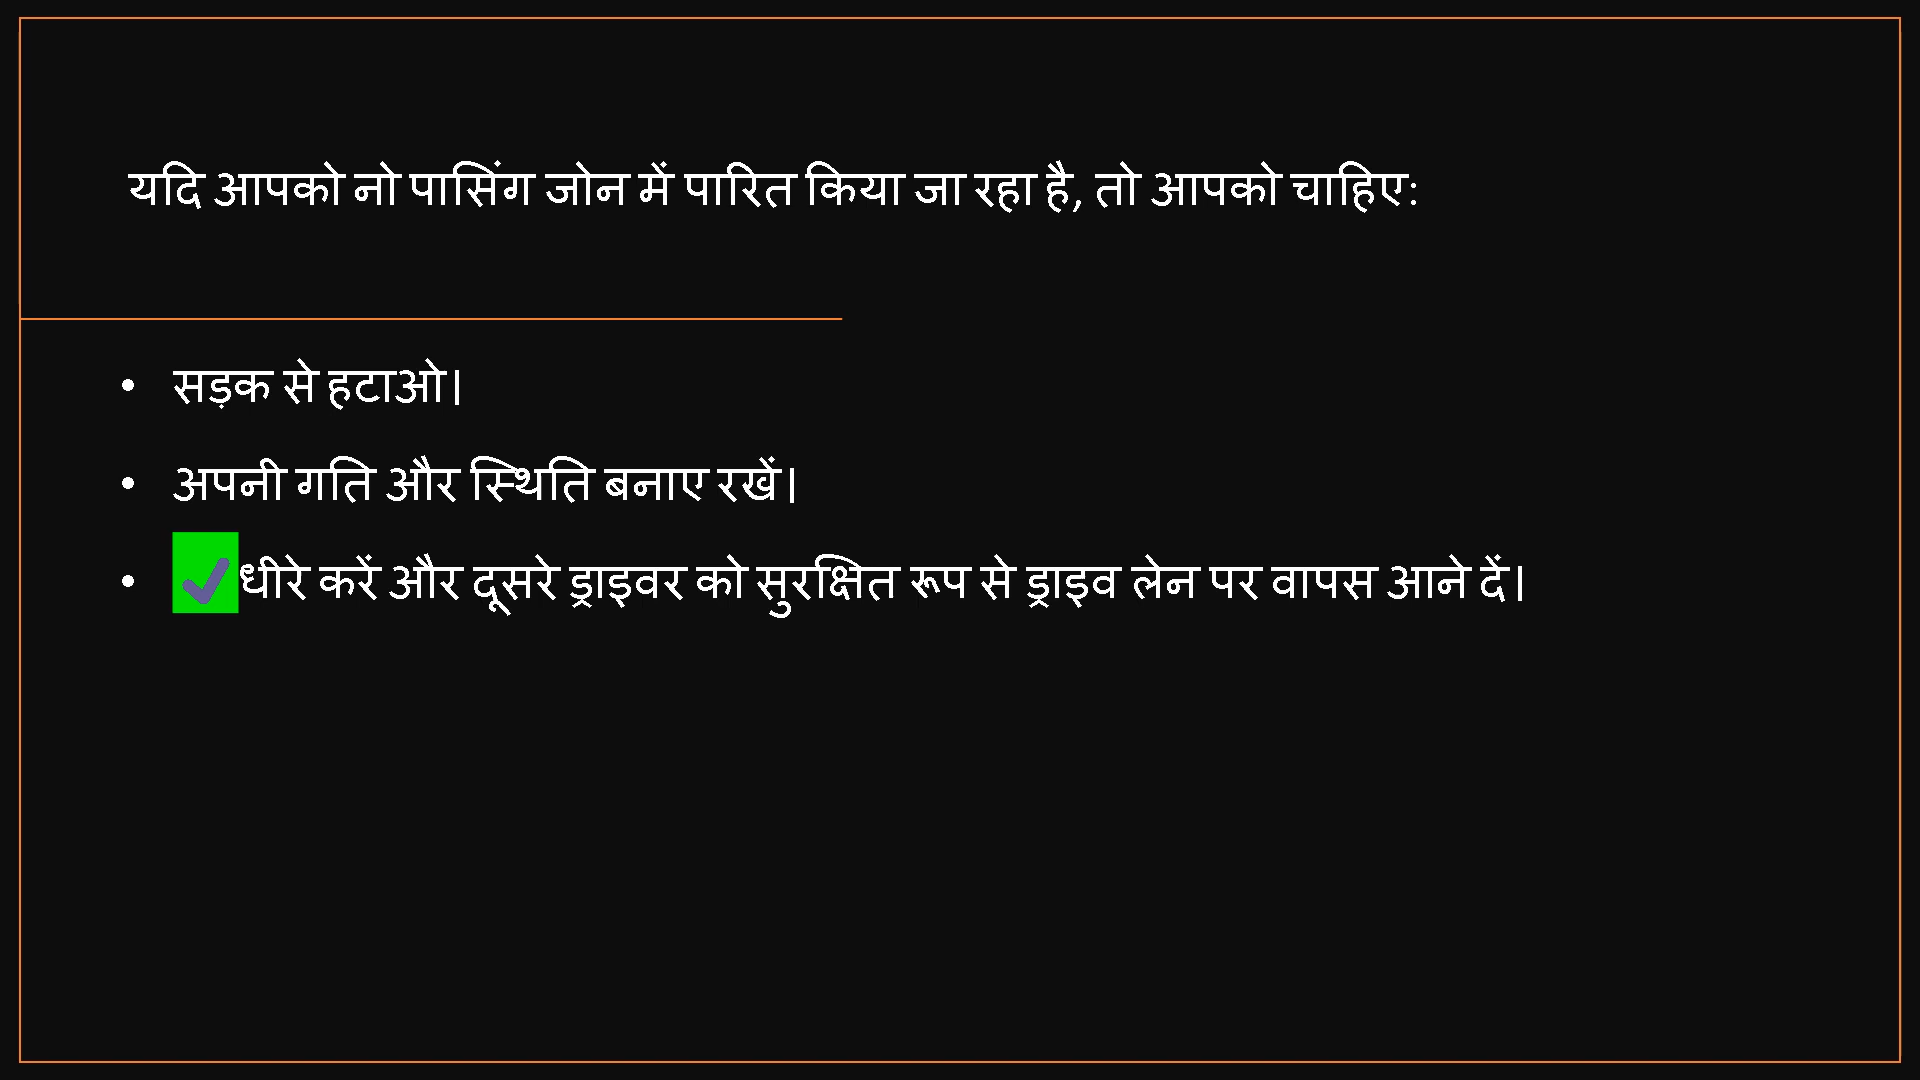 यदि आपको नो पासिंग जोन में पारित किया जा रहा है, तो आपको चाहिए:
• सड़क से हटाओ।
• अपनी गति और स्थिति बनाए रखें।
• ✔धीरे करें और दूसरे ड्राइवर को सुरक्षित रूप से ड्राइव लेन पर वापस आने दें।